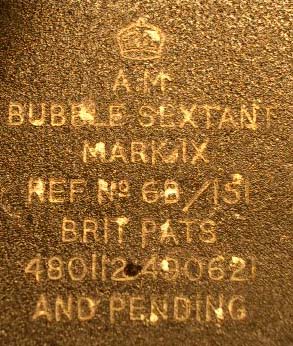 A.M
BUBBLE SEXTANT
MARK IX
REF Nº 6B/151
BRIT PATS
480112 490621
AND PENDING